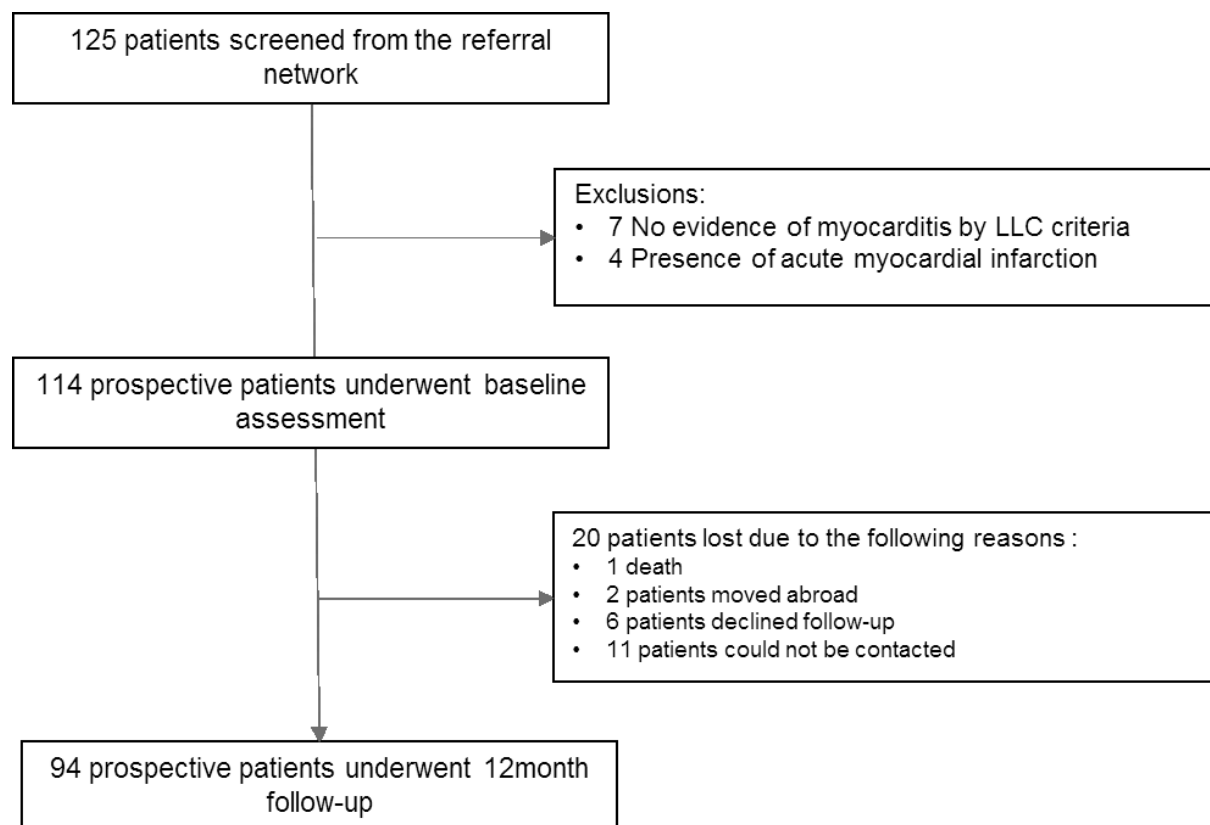 125 patients screened from the referral
network
Exclusions:
• 7 No evidence of myocarditis by LLC criteria
• 4 Presence of acute myocardial infarction
114 prospective patients underwent baseline
assessment
20 patients lost due to the following reasons :
• 1 death
• 2 patients moved abroad
• 6 patients declined follow-up
• 11 patients could not be contacted
94 prospective patients underwent 12month
follow-up